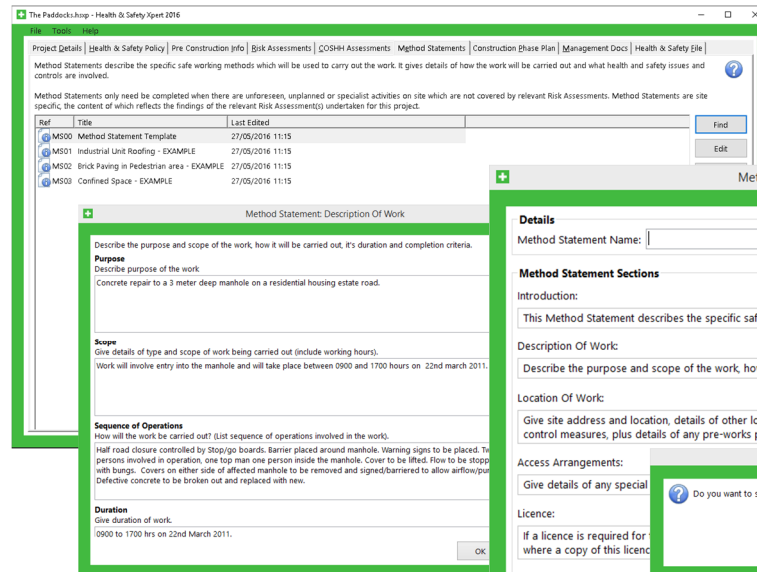 The Paddocks.hsxp - Health & Safety Xpert 2016
File Tools Help
Project Details Health & Safety Policy Pre Construction Info Risk Assessments COSHH Assessments Method Statements Construction Phase Plan Management Docs Health & Safety File
Method Statements describe the specific safe working methods which will be used to carry out the work. It gives details of how the work will be carried out and what health and safety issues and
controls are involved.
Method Statements only need be completed when there are unforeseen, unplanned or specialist activities on site which are not covered by relevant Risk Assessments. Method Statements are site
specific, the content of which reflects the findings of the relevant Risk Assessment(s) undertaken for this project.
Ref Title Last Edited
MS00 Method Statement Template 27/05/2016 11:15
MS01 Industrial Unit Roofing - EXAMPLE 27/05/2016 11:15
MS02 Brick Paving in Pedestrian area - EXAMPLE 27/05/2016 11:15
MS03 Confined Space - EXAMPLE 27/05/2016 11:15
Find
Edit
Method Statement: Description Of Work
Describe the purpose and scope of the work, how it will be carried out, it's duration and completion criteria.
Purpose
Describe purpose of the work
Concrete repair to a 3 meter deep manhole on a residential housing estate road.
Scope
Give details of type and scope of work being carried out (include working hours).
Work will involve entry into the manhole and will take place between 0900 and 1700 hours on 22nd march 2011.
Sequence of Operations
How will the work be carried out? (List sequence of operations involved in the work).
Half road closure controlled by Stop/go boards. Barrier placed around manhole. Warning signs to be placed. Tw
persons involved in operation, one top man one person inside the manhole. Cover to be lifted. Flow to be stopp
with bungs. Covers on either side of affected manhole to be removed and signed/barriered to allow airflow/pur
Defective concrete to be broken out and replaced with new.
Duration
Give duration of work.
0900 to 1700 hrs on 22nd March 2011.
OK
Met
Details
Method Statement Name:
Method Statement Sections
Introduction:
This Method Statement describes the specific saf
Description Of Work:
Describe the purpose and scope of the work, how
Location Of Work:
Give site address and location, details of other lo
control measures, plus details of any pre-works p
Access Arrangements:
Give details of any special
Licence:
If a licence is required for
where a copy of this licenc
Do you want to s